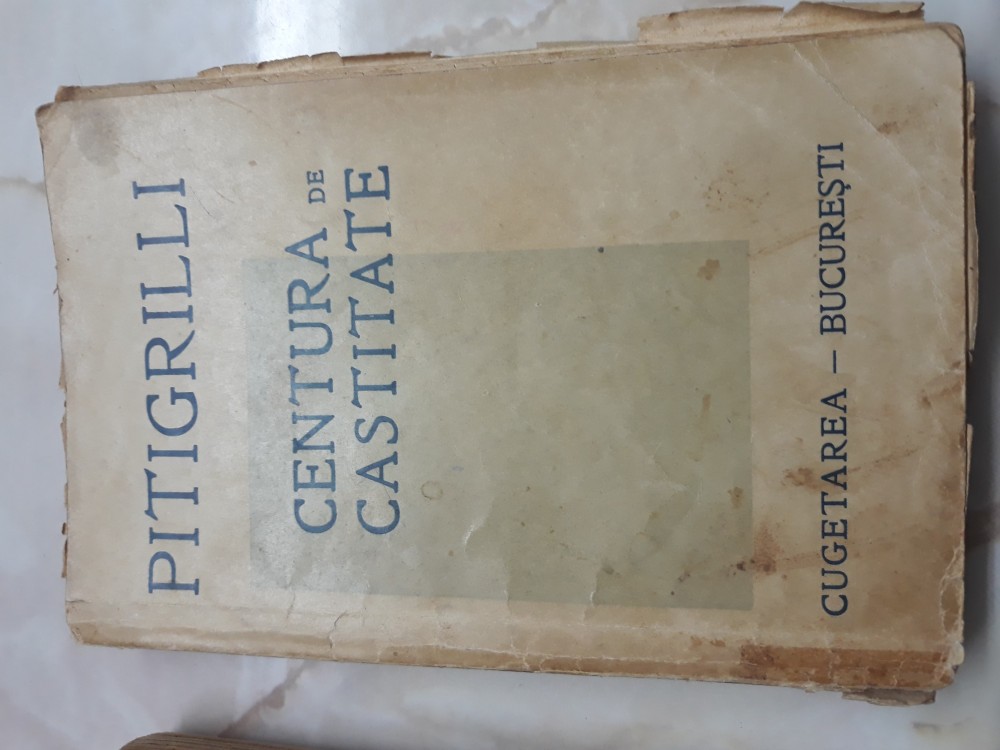 PITIGRILLI
CENTURA DE
CASTITATE
CUGETAREA – BUCUREȘTI